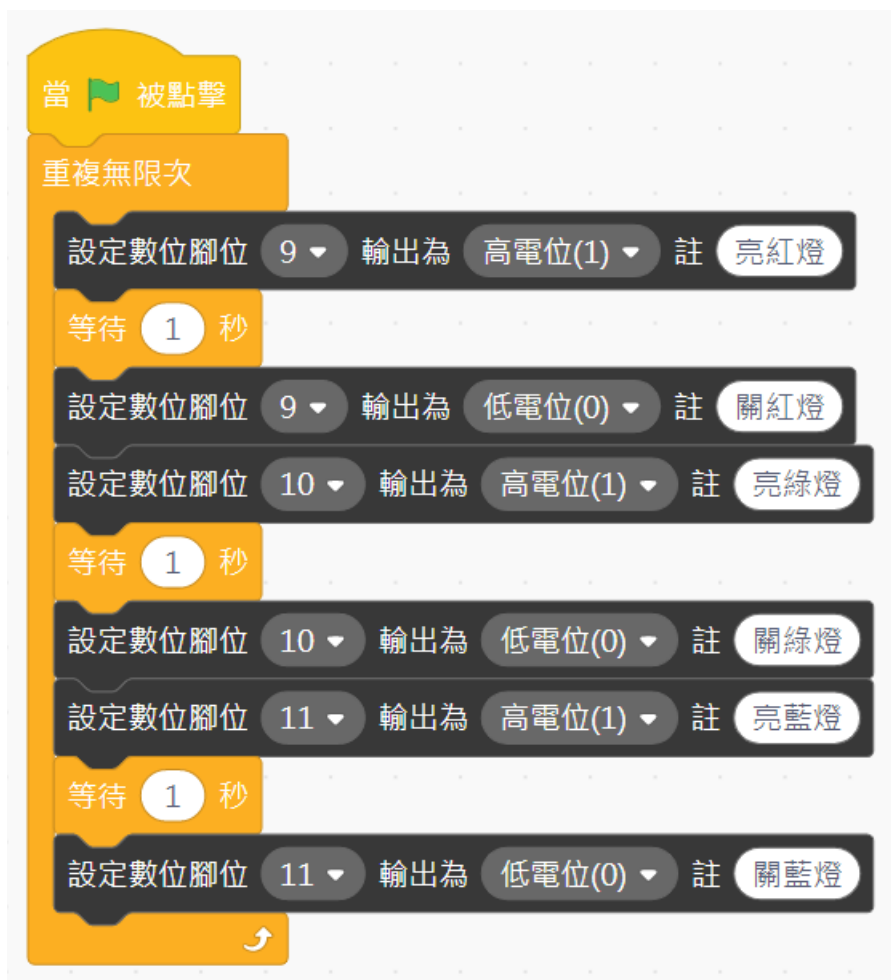 當 被點擊
重複無限次
設定數位腳位 9 輸出為 高電位(1) 註 亮紅燈
等待 1 秒
設定數位腳位 9 輸出為 低電位(0) 註 關紅燈
設定數位腳位 10 輸出為 高電位(1) 註 亮綠燈
等待 1 秒
設定數位腳位 10 輸出為 低電位(0) 註 關綠燈
設定數位腳位 11 輸出為 高電位(1) 註 亮藍燈
等待 1 秒
設定數位腳位 11 輸出為 低電位(0) 註 關藍燈